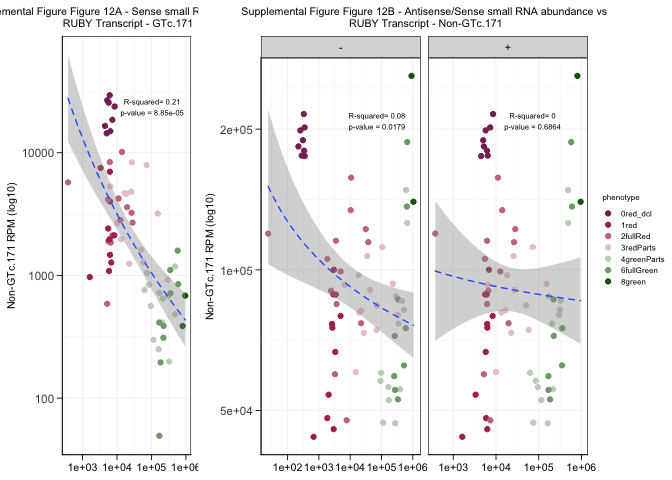 emental Figure Figure 12A - Sense small R
RUBY Transcript - GTc.171
Non-GTc.171 RPM (log10)
10000
1000
100
R-squared= 0.21
p-value = 8.85e-05
1e+03
1e+04
1e+05
1e+06
Supplemental Figure Figure 12B - Antisense/Sense small RNA abundance vs
RUBY Transcript - Non-GTc.171
Non-GTc.171 RPM (log10)
2e+05
1e+05
5e+04
-
R-squared= 0.08
p-value = 0.0179
1e+02
1e+03
1e+04
1e+05
1e+06
+
R-squared= 0
p-value = 0.6864
1e+03
1e+04
1e+05
1e+06
phenotype
0red_dcl
1red
2fullRed
3redParts
4greenParts
6fullGreen
8green